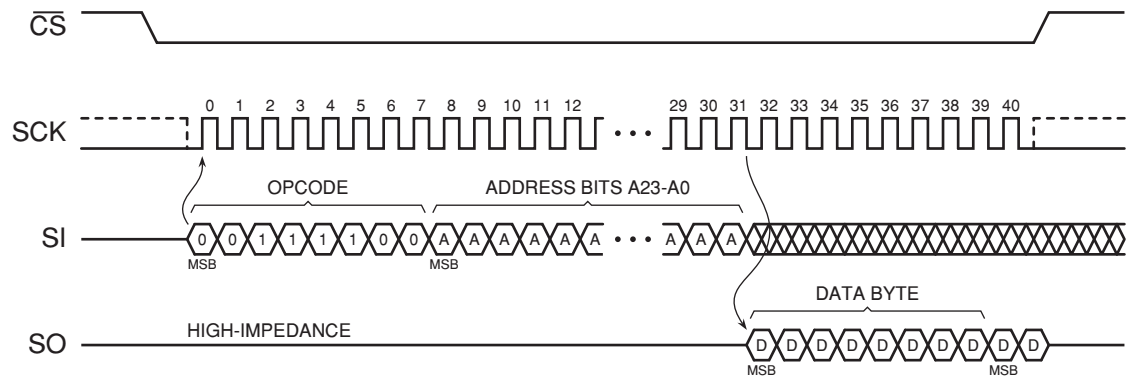 CS
SCK
0 1 2 3 4 5 6 7 8 9 10 11 12 29 30 31 32 33 34 35 36 37 38 39 40
OPCODE ADDRESS BITS A23-A0
SI 0 0 1 1 1 1 0 0 A A A A A A A A A
MSB MSB
DATA BYTE
HIGH-IMPEDANCE
SO D D D D D D D D D D
MSB MSB